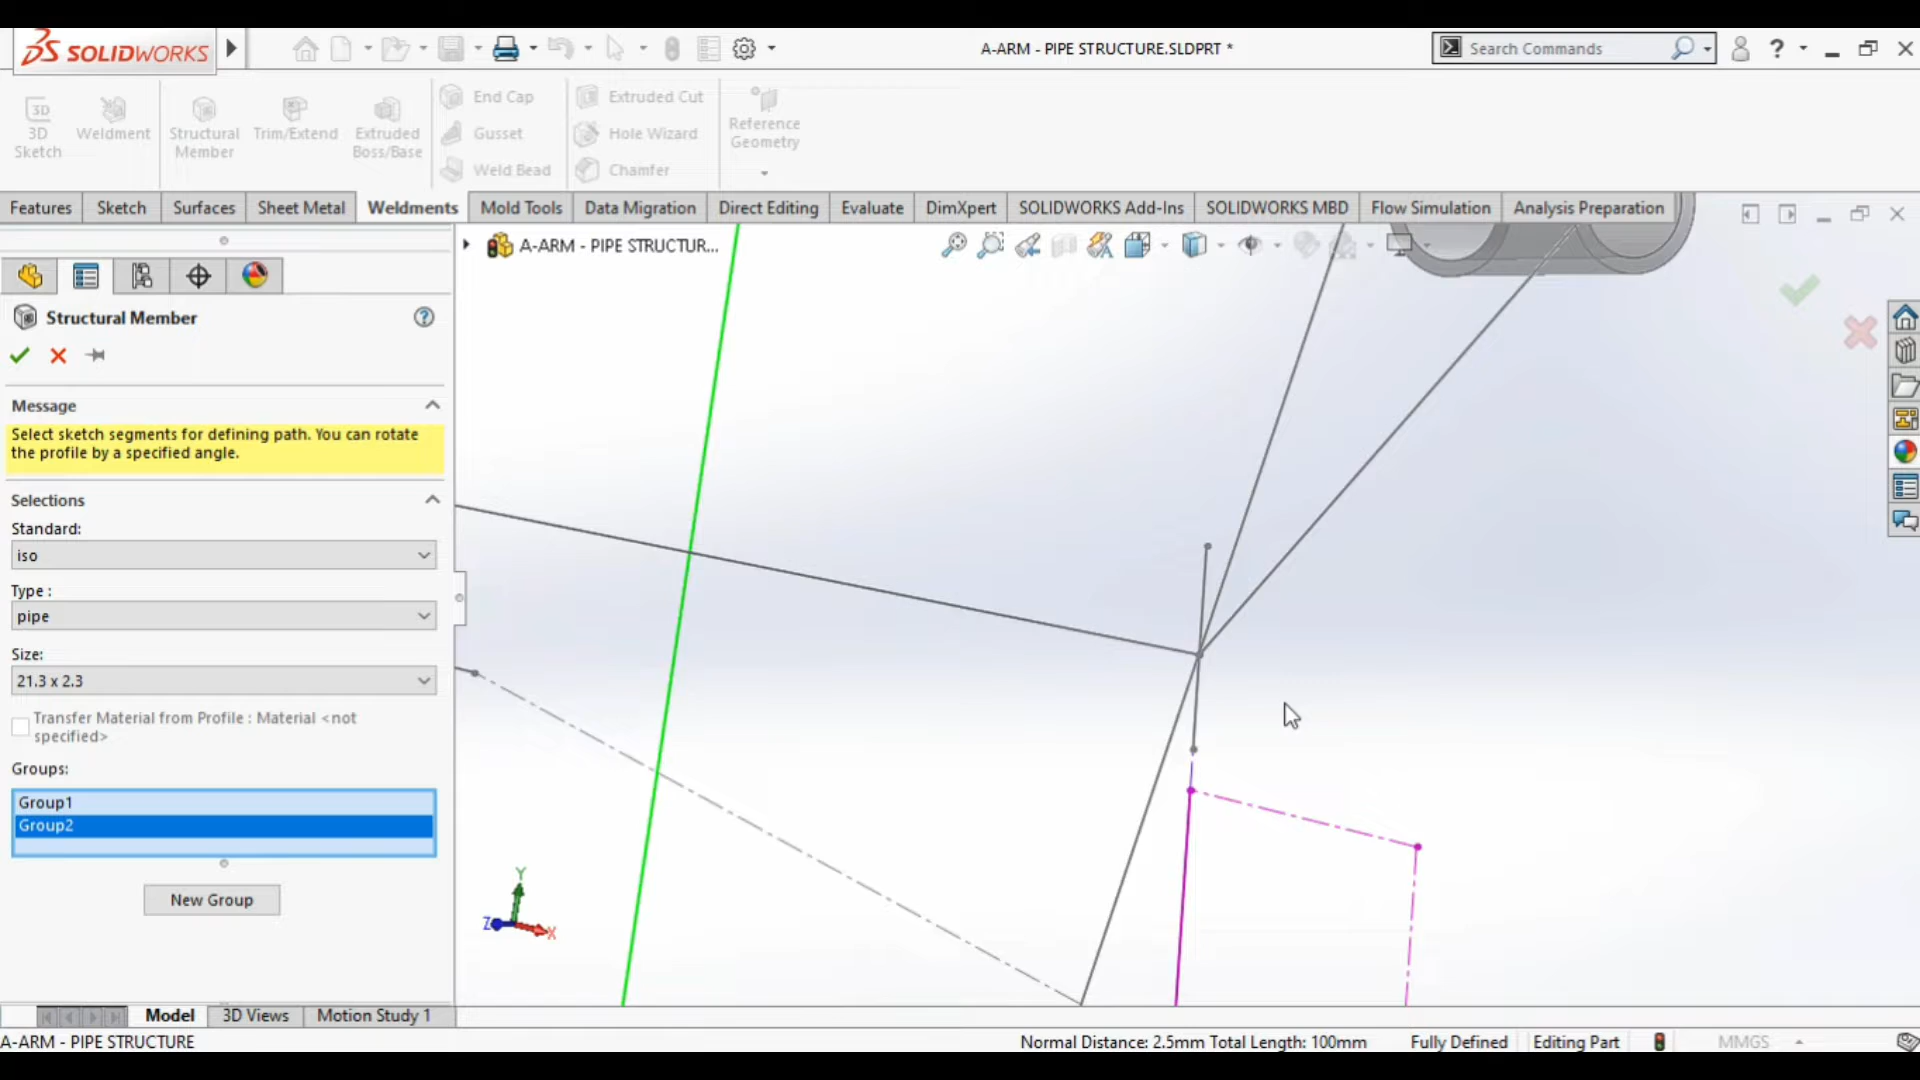 SOLIDWORKS
A-ARM - PIPE STRUCTURE.SLDPRT *
Search Commands
?
3D
3D
Sketch
Weldment
Structural
Member
Trim/Extend
Extruded
Boss/Base
End Cap
Gusset
Weld Bead
Extruded Cut
Hole Wizard
Chamfer
Reference
Geometry
Features
Sketch
Surfaces
Sheet Metal
Weldments
Mold Tools
Data Migration
Direct Editing
Evaluate
DimXpert
SOLIDWORKS Add-Ins
SOLIDWORKS MBD
Flow Simulation
Analysis Preparation
A-ARM - PIPE STRUCTUR...
Structural Member
?
Message
Select sketch segments for defining path. You can rotate
the profile by a specified angle.
Selections
Standard:
iso
Type :
pipe
Size:
21.3 x 2.3
Transfer Material from Profile : Material <not
specified>
Groups:
Group1
Group2
New Group
Y
Z
X
Model
3D Views
Motion Study 1
A-ARM - PIPE STRUCTURE
Normal Distance: 2.5mm Total Length: 100mm
Fully Defined
Editing Part
MMGS